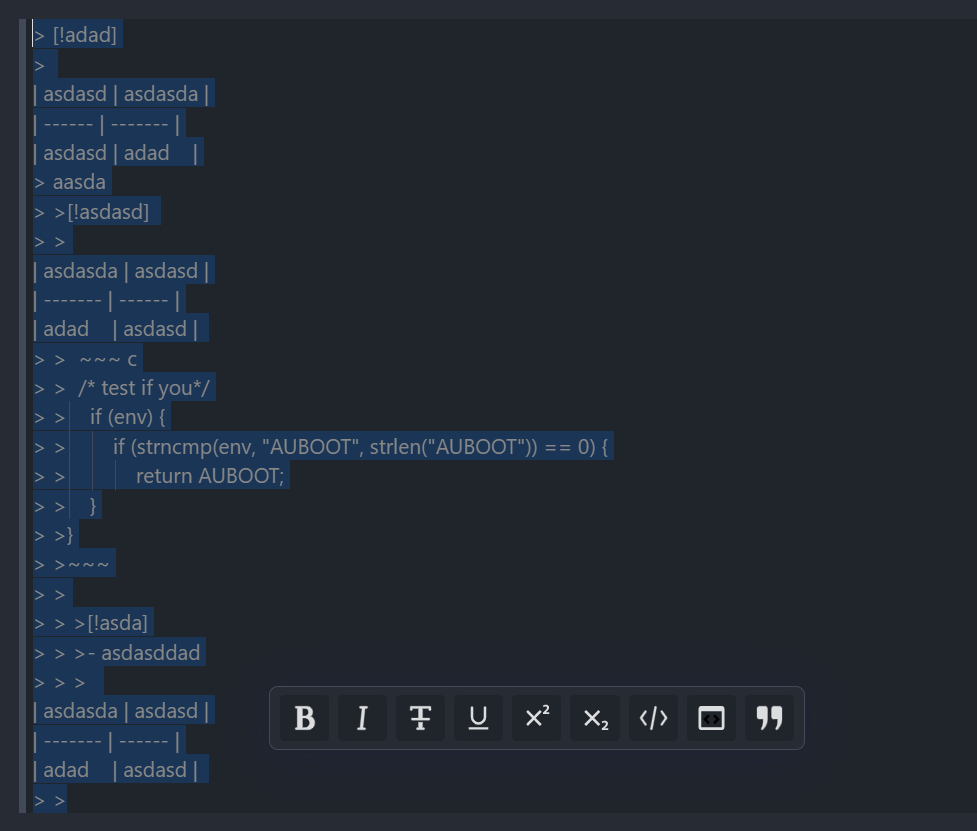 > [!adad]
>
| asdasd | asdasda |
| ------ | ------- |
| asdasd | adad    |
> aasda
> >[!asdasd]
> >
| asdasda | asdasd |
| ------- | ------ |
| adad    | asdasd |
> >  ~~~ c
> >  /* test if you*/
> >    if (env) {
> >        if (strncmp(env, "AUBOOT", strlen("AUBOOT")) == 0) {
> >            return AUBOOT;
> >    }
> >}
> >~~~
> >
> > >[!asda]
> > >- asdasddad
> > >
| asdasda | asdasd |
| ------- | ------ |
| adad    | asdasd |
> >
B I T U x² x₂ </> <> ”